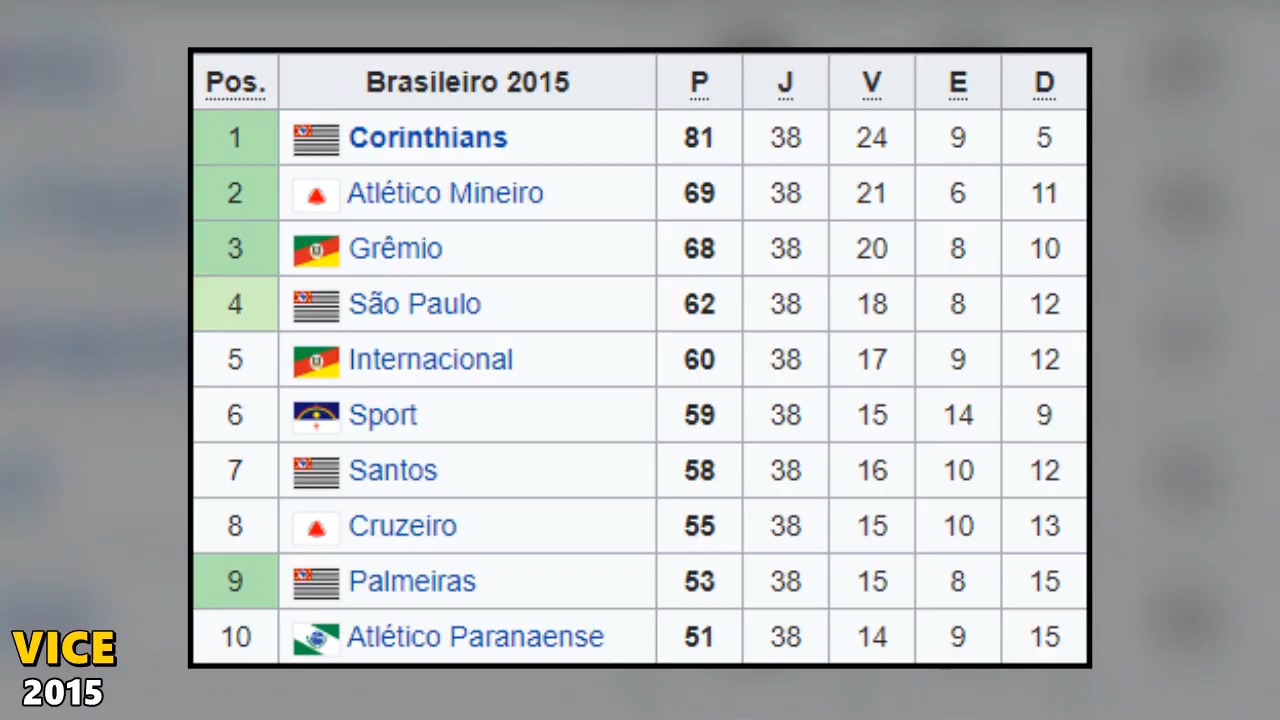 Pos. Brasileiro 2015 P J V E D
1 Corinthians 81 38 24 9 5
2 Atlético Mineiro 69 38 21 6 11
3 Grêmio 68 38 20 8 10
4 São Paulo 62 38 18 8 12
5 Internacional 60 38 17 9 12
6 Sport 59 38 15 14 9
7 Santos 58 38 16 10 12
8 Cruzeiro 55 38 15 10 13
9 Palmeiras 53 38 15 8 15
10 Atlético Paranaense 51 38 14 9 15
VICE
2015